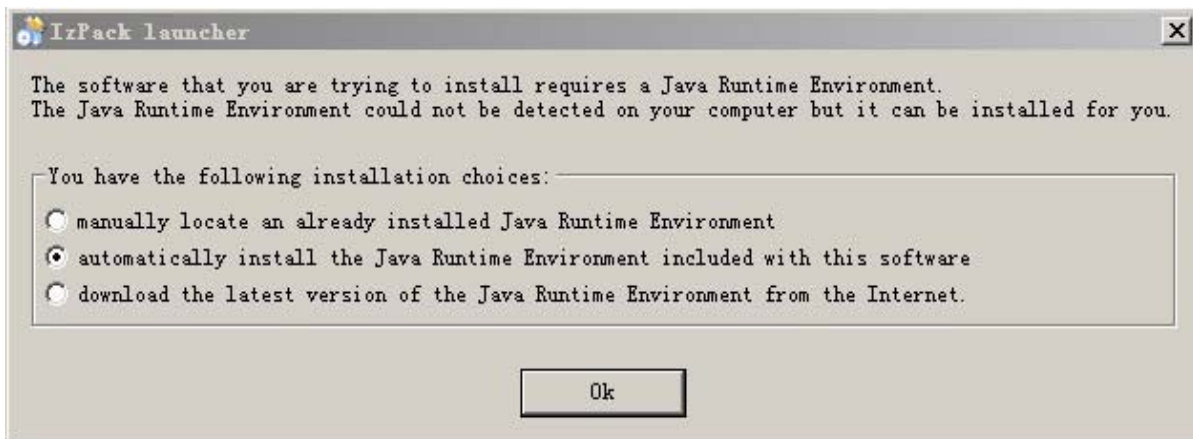 IzPack launcher
The software that you are trying to install requires a Java Runtime Environment.
The Java Runtime Environment could not be detected on your computer but it can be installed for you.
You have the following installation choices:
manually locate an already installed Java Runtime Environment
automatically install the Java Runtime Environment included with this software
download the latest version of the Java Runtime Environment from the Internet.
Ok